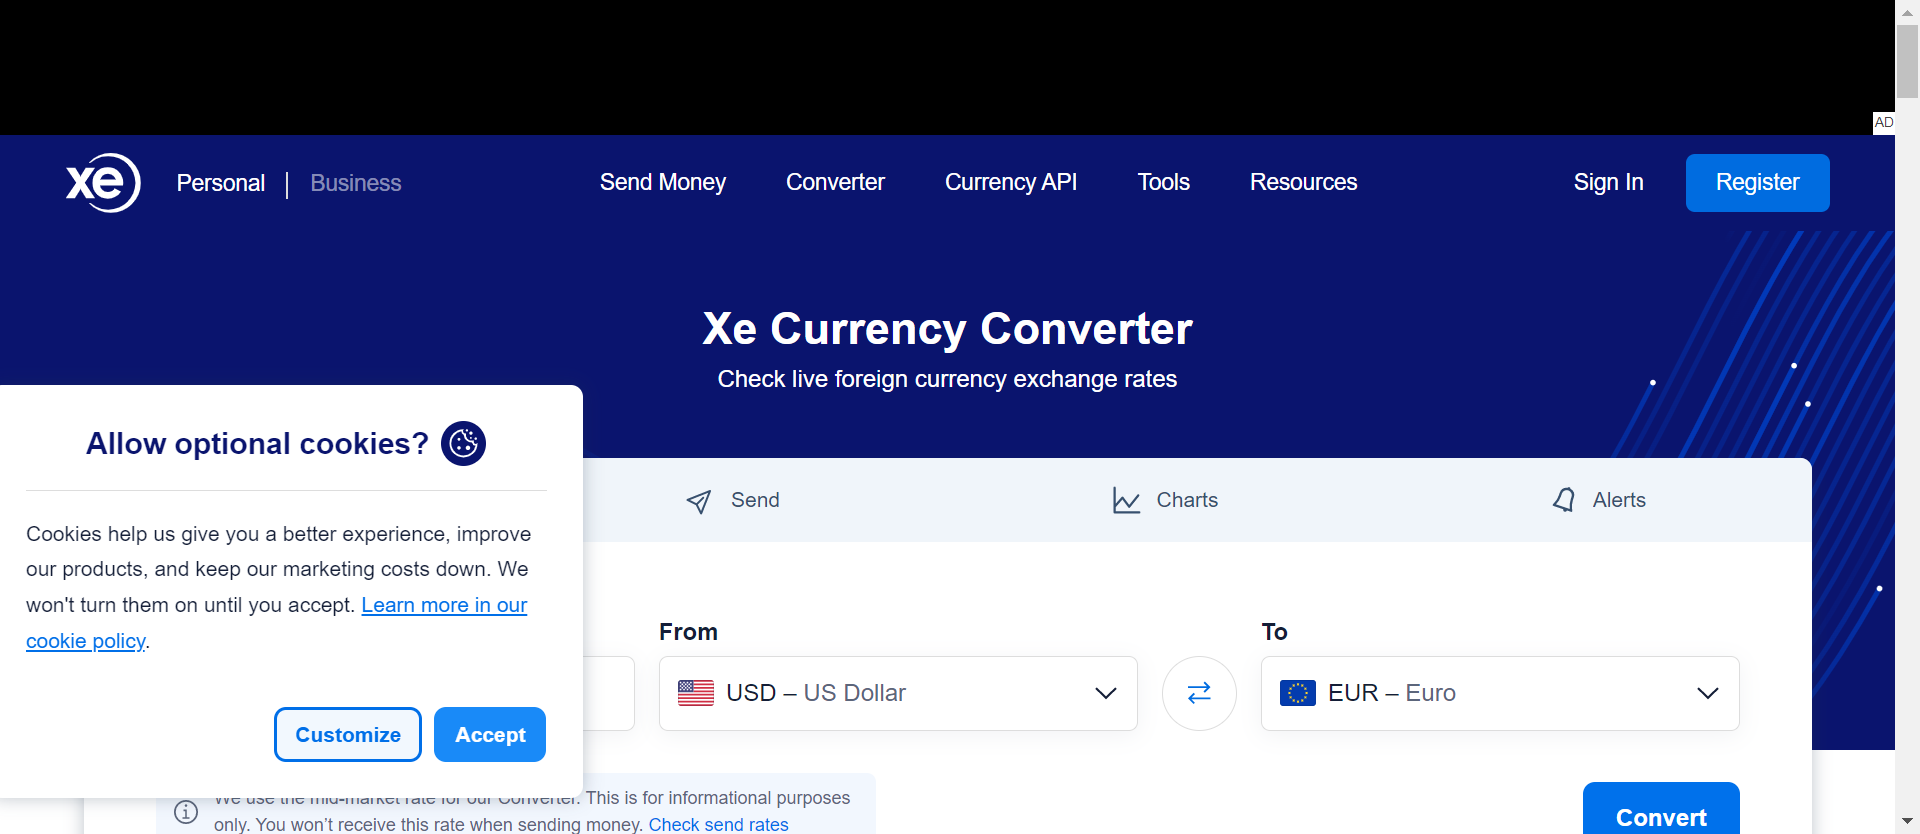 AD
xe
Personal
Business
Send Money
Converter
Currency API
Tools
Resources
Sign In
Register
Xe Currency Converter
Check live foreign currency exchange rates
Allow optional cookies?
Cookies help us give you a better experience, improve
our products, and keep our marketing costs down. We
won't turn them on until you accept. Learn more in our
cookie policy.
Customize
Accept
Send
Charts
Alerts
From
USD – US Dollar
To
EUR – Euro
We use the mid-market rate for our Converter. This is for informational purposes
only. You won’t receive this rate when sending money. Check send rates
Convert